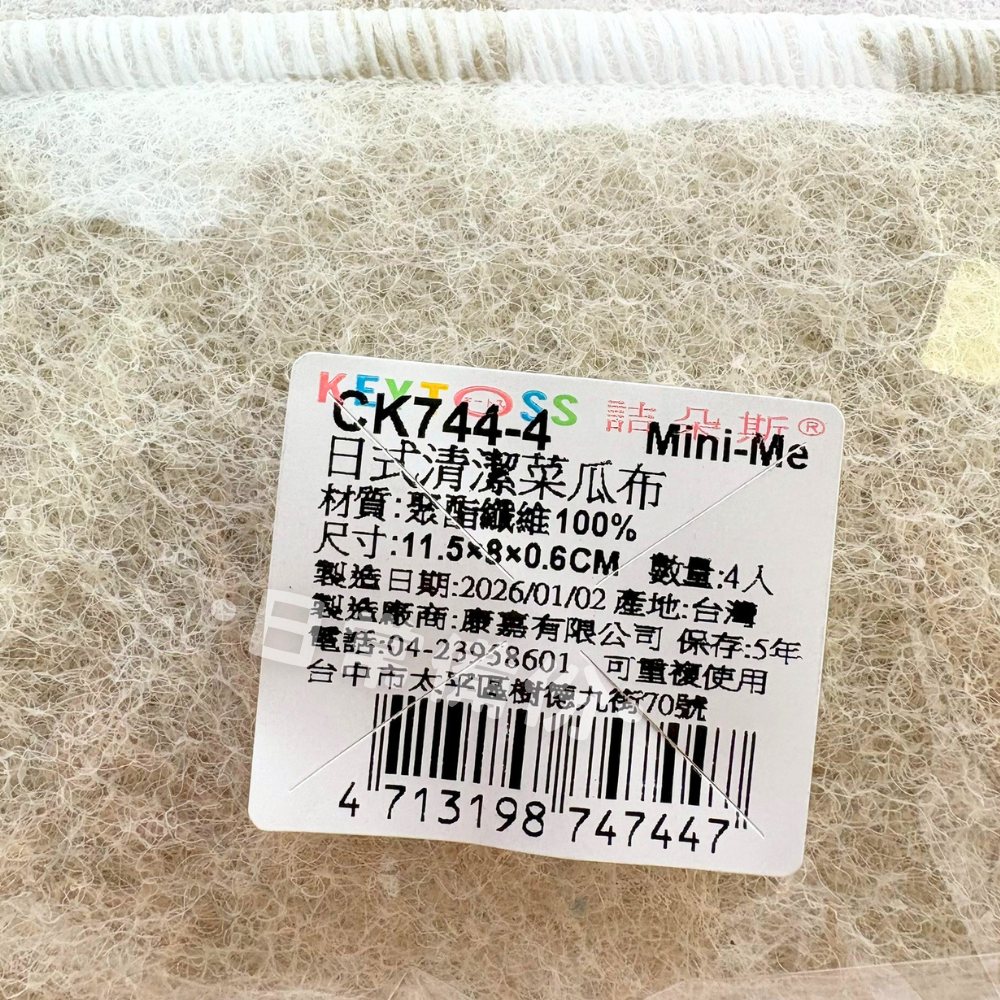 KEYTOSS 詰朵斯®
CK744-4 Mini-Me
日式清潔菜瓜布
材質:聚酯纖維100%
尺寸:11.5×8×0.6CM 數量:4入
製造日期:2026/01/02 產地:台灣
製造廠商:康嘉有限公司 保存:5年
電話:04-23958601 可重複使用
台中市太平區樹德九街70號
4 713198 747447